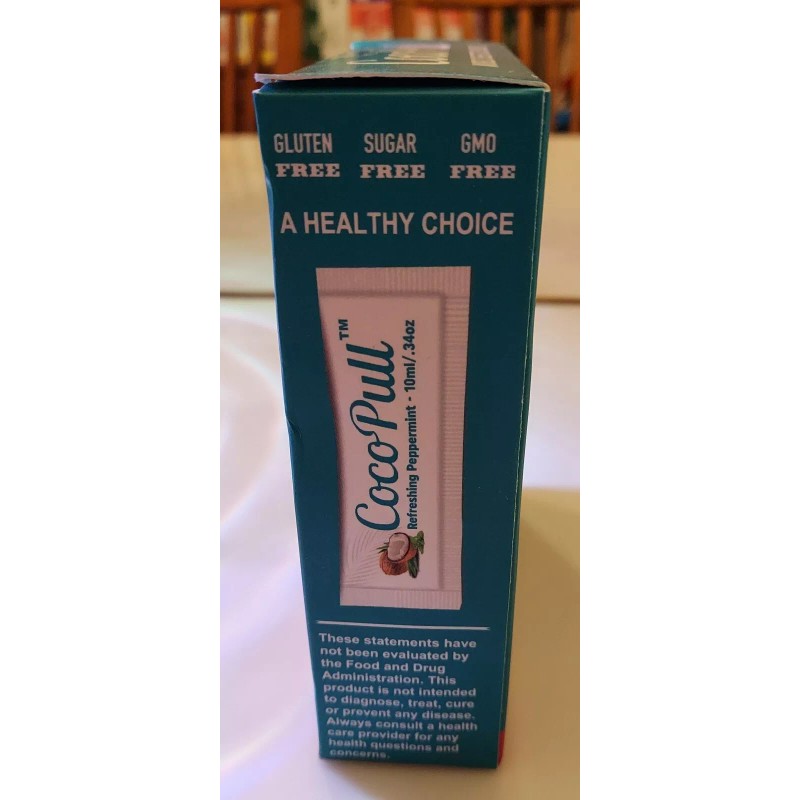 GLUTEN SUGAR GMO
FREE FREE FREE
A HEALTHY CHOICE
CocoPull™
Refreshing Peppermint - 10ml/.34oz
These statements have
not been evaluated by
the Food and Drug
Administration. This
product is not intended
to diagnose, treat, cure
or prevent any disease.
Always consult a health
care provider for any
health questions and
concerns.